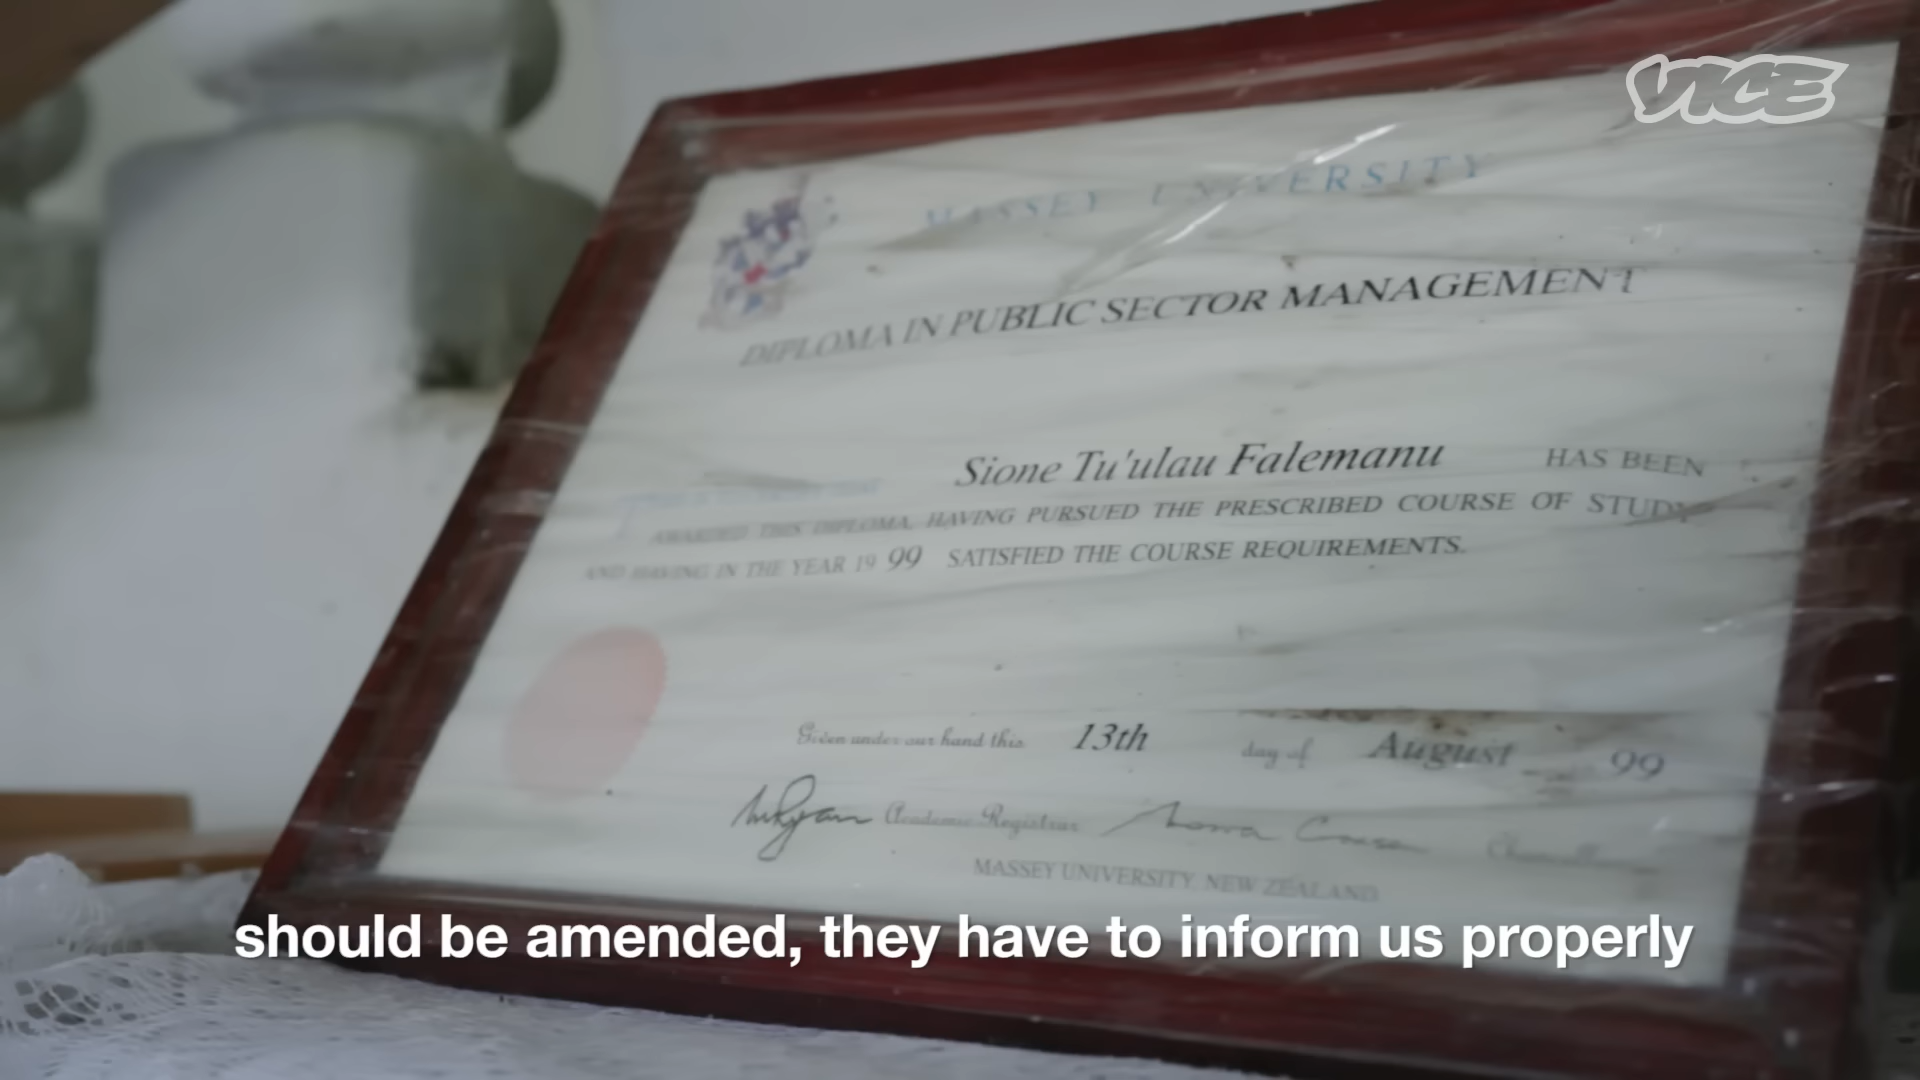 VICE
MASSEY UNIVERSITY
DIPLOMA IN PUBLIC SECTOR MANAGEMENT
Sione Tu'ulau Falemanu HAS BEEN
AWARDED THIS DIPLOMA, HAVING PURSUED THE PRESCRIBED COURSE OF STUDY
AND HAVING IN THE YEAR 19 99 SATISFIED THE COURSE REQUIREMENTS.
Given under our hand this 13th day of August 99
Academic Registrar
MASSEY UNIVERSITY, NEW ZEALAND
should be amended, they have to inform us properly